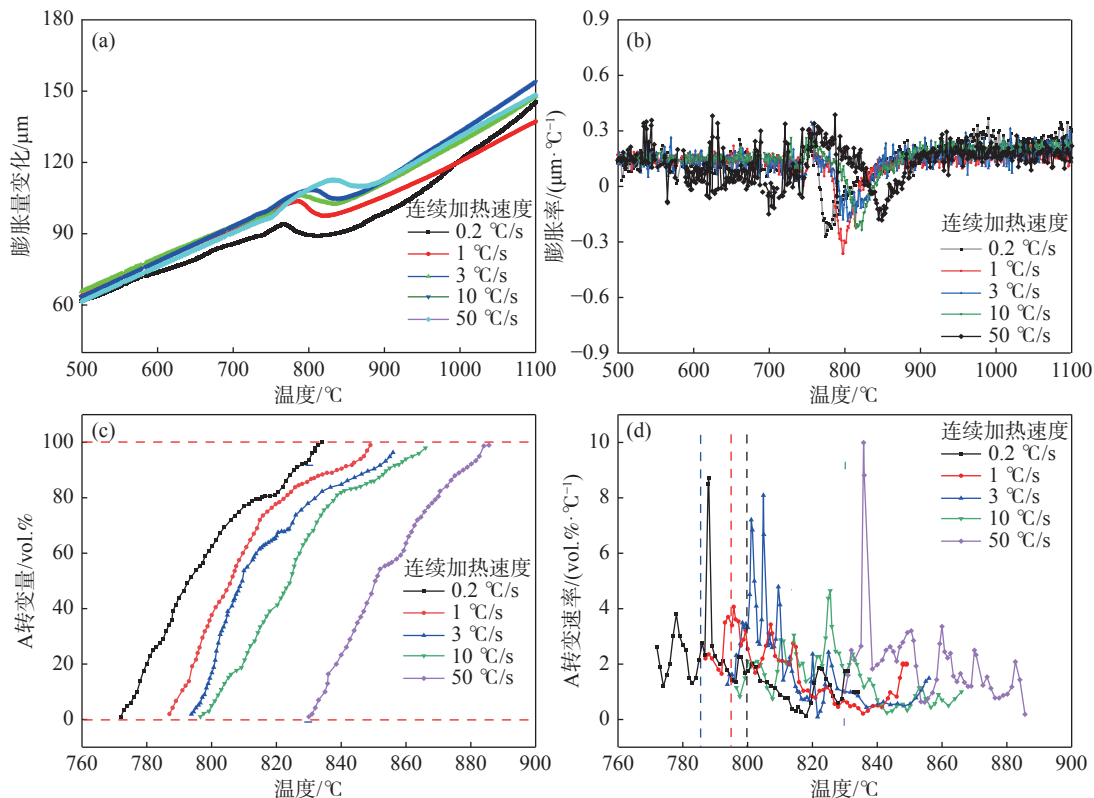 (a)
180
150
120
90
60
膨胀量变化/μm
500 600 700 800 900 1000 1100
温度/℃
连续加热速度
0.2 ℃/s
1 ℃/s
3 ℃/s
10 ℃/s
50 ℃/s
(b)
0.9
0.6
0.3
0
−0.3
−0.6
−0.9
膨胀率/(μm·℃⁻¹)
500 600 700 800 900 1000 1100
温度/℃
连续加热速度
0.2 ℃/s
1 ℃/s
3 ℃/s
10 ℃/s
50 ℃/s
(c)
100
80
60
40
20
0
A转变量/vol.%
760 780 800 820 840 860 880 900
温度/℃
连续加热速度
0.2 ℃/s
1 ℃/s
3 ℃/s
10 ℃/s
50 ℃/s
(d)
10
8
6
4
2
0
A转变速率/(vol.%·℃⁻¹)
760 780 800 820 840 860 880 900
温度/℃
连续加热速度
0.2 ℃/s
1 ℃/s
3 ℃/s
10 ℃/s
50 ℃/s